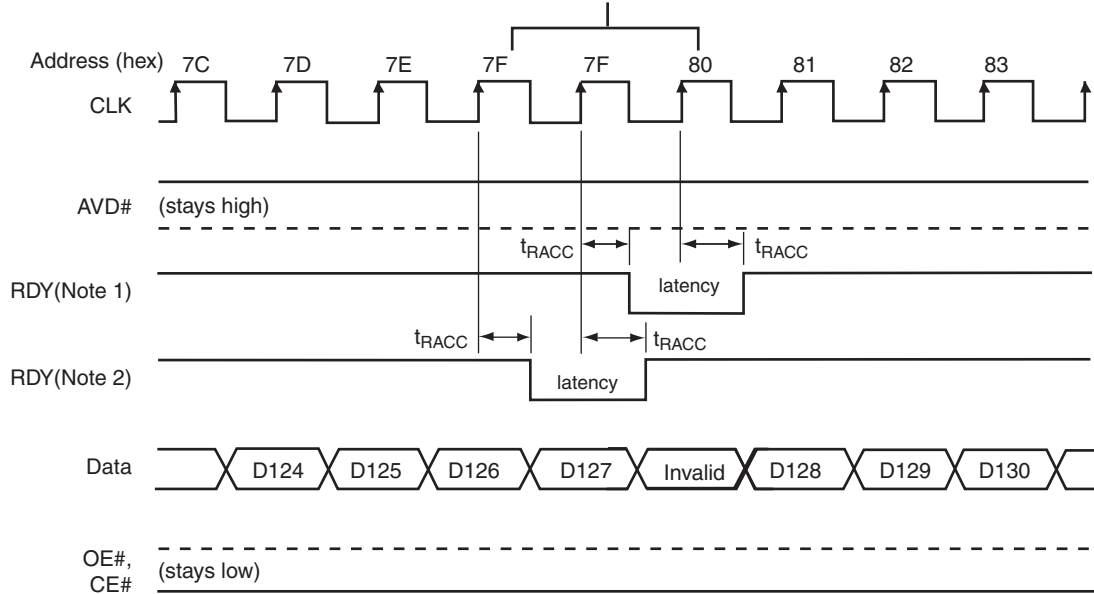 Address (hex) 7C 7D 7E 7F 7F 80 81 82 83
CLK
AVD# (stays high)
tRACC tRACC
RDY(Note 1) latency
tRACC tRACC
RDY(Note 2) latency
Data D124 D125 D126 D127 Invalid D128 D129 D130
OE#,
CE# (stays low)